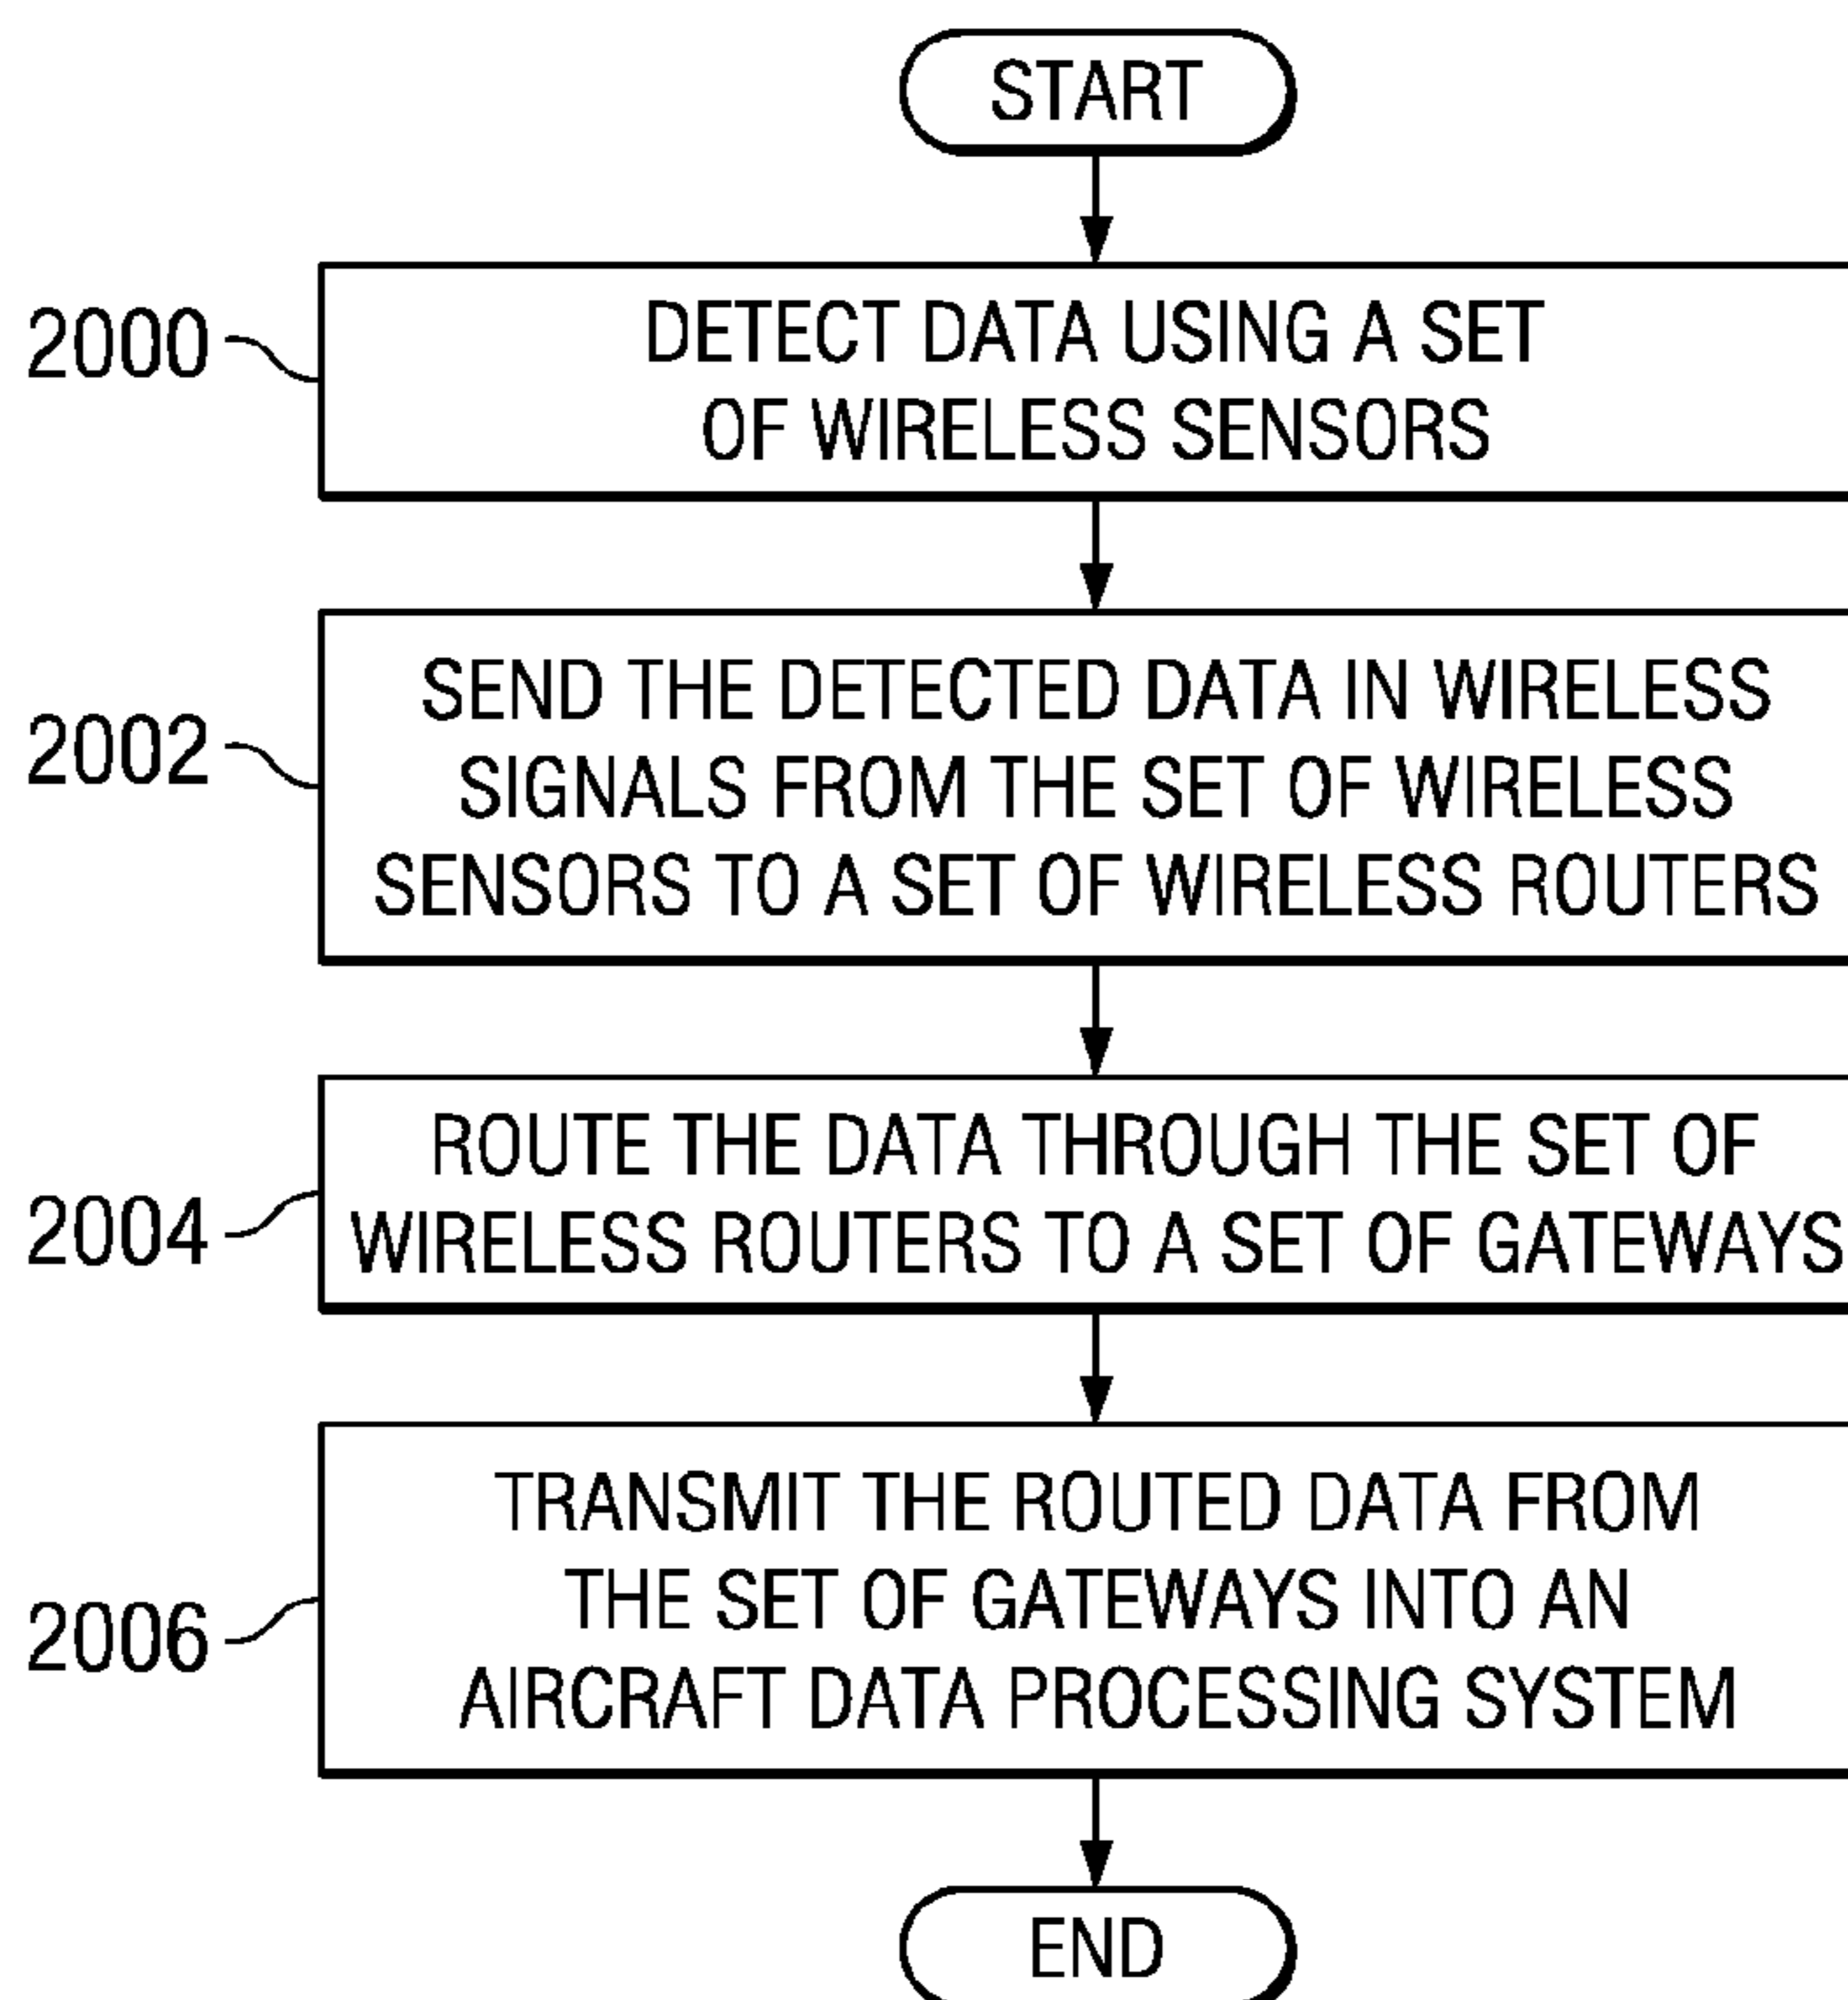 START
2000
DETECT DATA USING A SET
OF WIRELESS SENSORS
2002
SEND THE DETECTED DATA IN WIRELESS
SIGNALS FROM THE SET OF WIRELESS
SENSORS TO A SET OF WIRELESS ROUTERS
2004
ROUTE THE DATA THROUGH THE SET OF
WIRELESS ROUTERS TO A SET OF GATEWAYS
2006
TRANSMIT THE ROUTED DATA FROM
THE SET OF GATEWAYS INTO AN
AIRCRAFT DATA PROCESSING SYSTEM
END